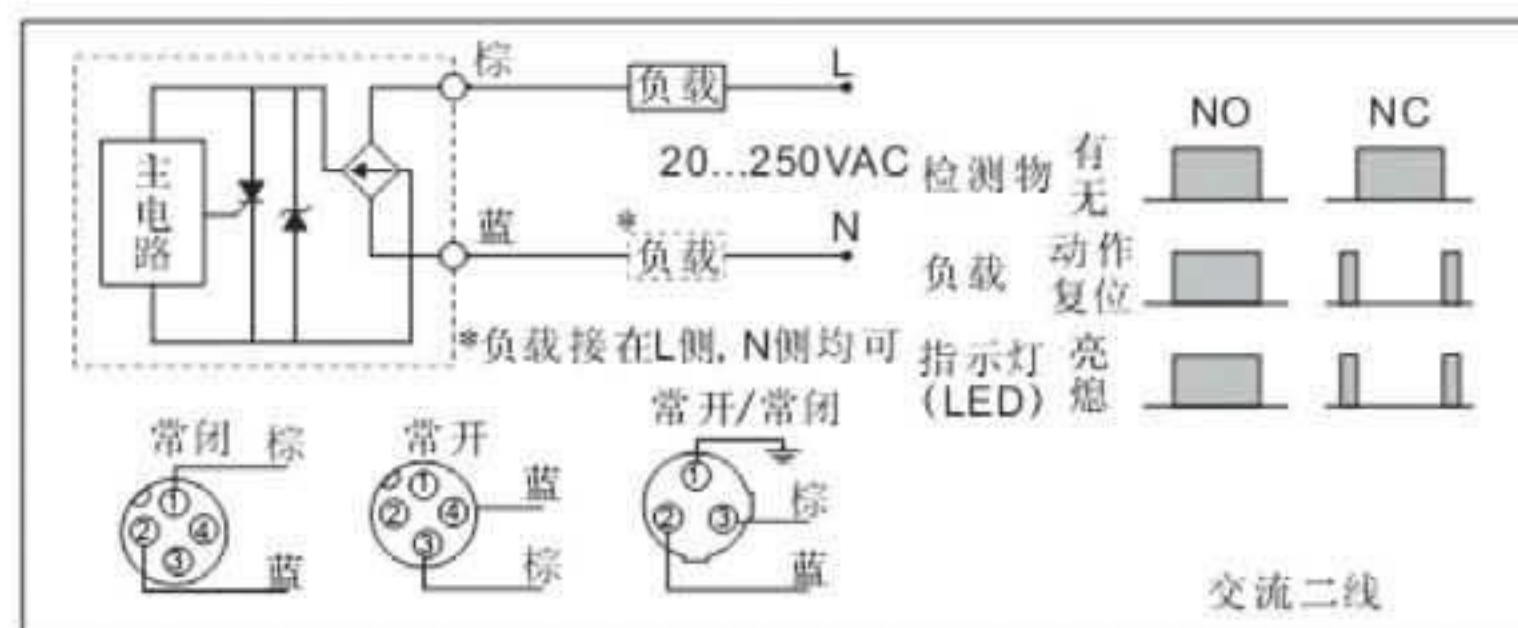 棕
负载
L
主电路
20...250VAC
蓝
*
负载
N
*负载接在L侧, N侧均可
NO
NC
检测物
有
无
负载
动作
复位
指示灯
(LED)
亮
熄
常闭
棕
①
②
④
③
蓝
常开
①
②
④
③
蓝
棕
常开/常闭
①
②
③
棕
蓝
交流二线